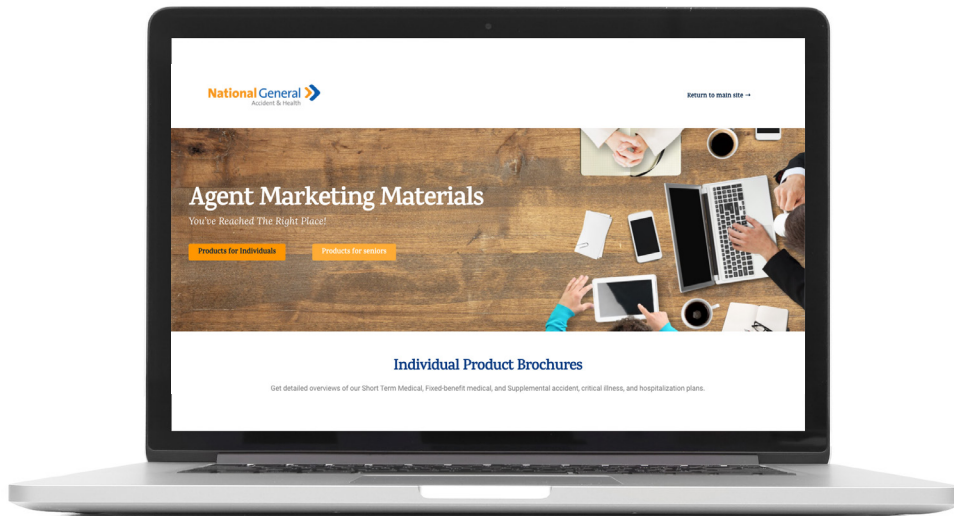 National General
Accident & Health
Return to main site →
Agent Marketing Materials
You've Reached The Right Place!
Products for Individuals
Products for seniors
Individual Product Brochures
Get detailed overviews of our Short Term Medical, Fixed-benefit medical, and Supplemental accident, critical illness, and hospitalization plans.